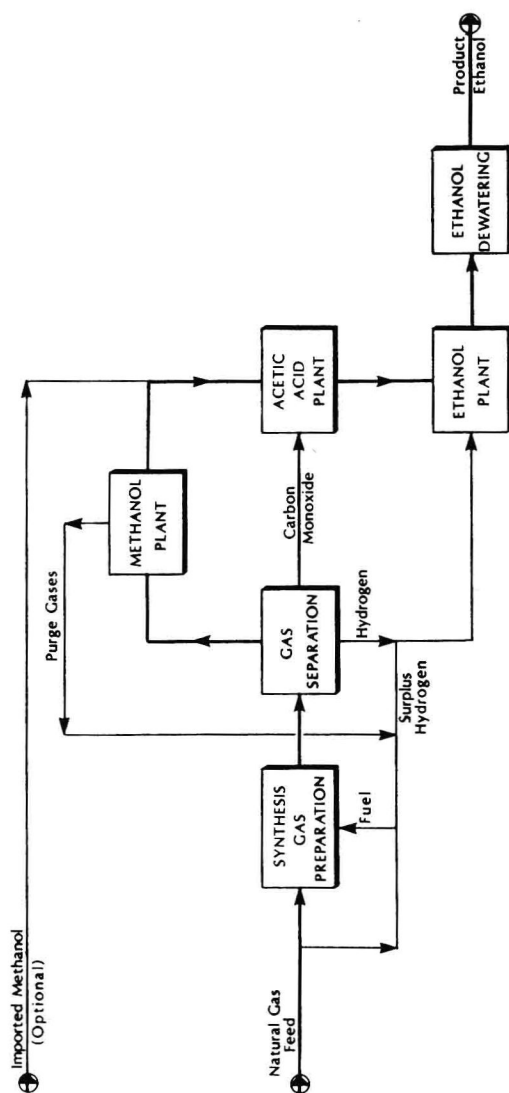 Imported Methanol
(Optional)
Purge Gases
METHANOL
PLANT
Natural Gas
Feed
SYNTHESIS
GAS
PREPARATION
Fuel
GAS
SEPARATION
Hydrogen
Surplus
Hydrogen
Carbon
Monoxide
ACETIC
ACID
PLANT
ETHANOL
PLANT
ETHANOL
DEWATERING
Product
Ethanol